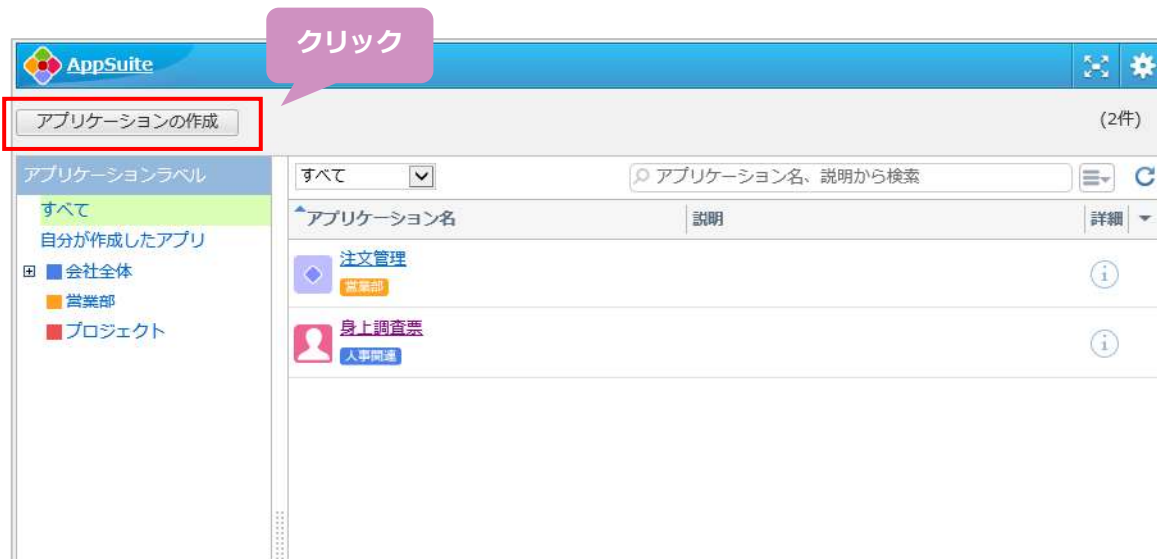 クリック
AppSuite
アプリケーションの作成
(2件)
アプリケーションラベル
すべて
アプリケーション名、説明から検索
すべて
アプリケーション名
説明
詳細
自分が作成したアプリ
会社全体
営業部
プロジェクト
注文管理
営業部
身上調査票
人事関連